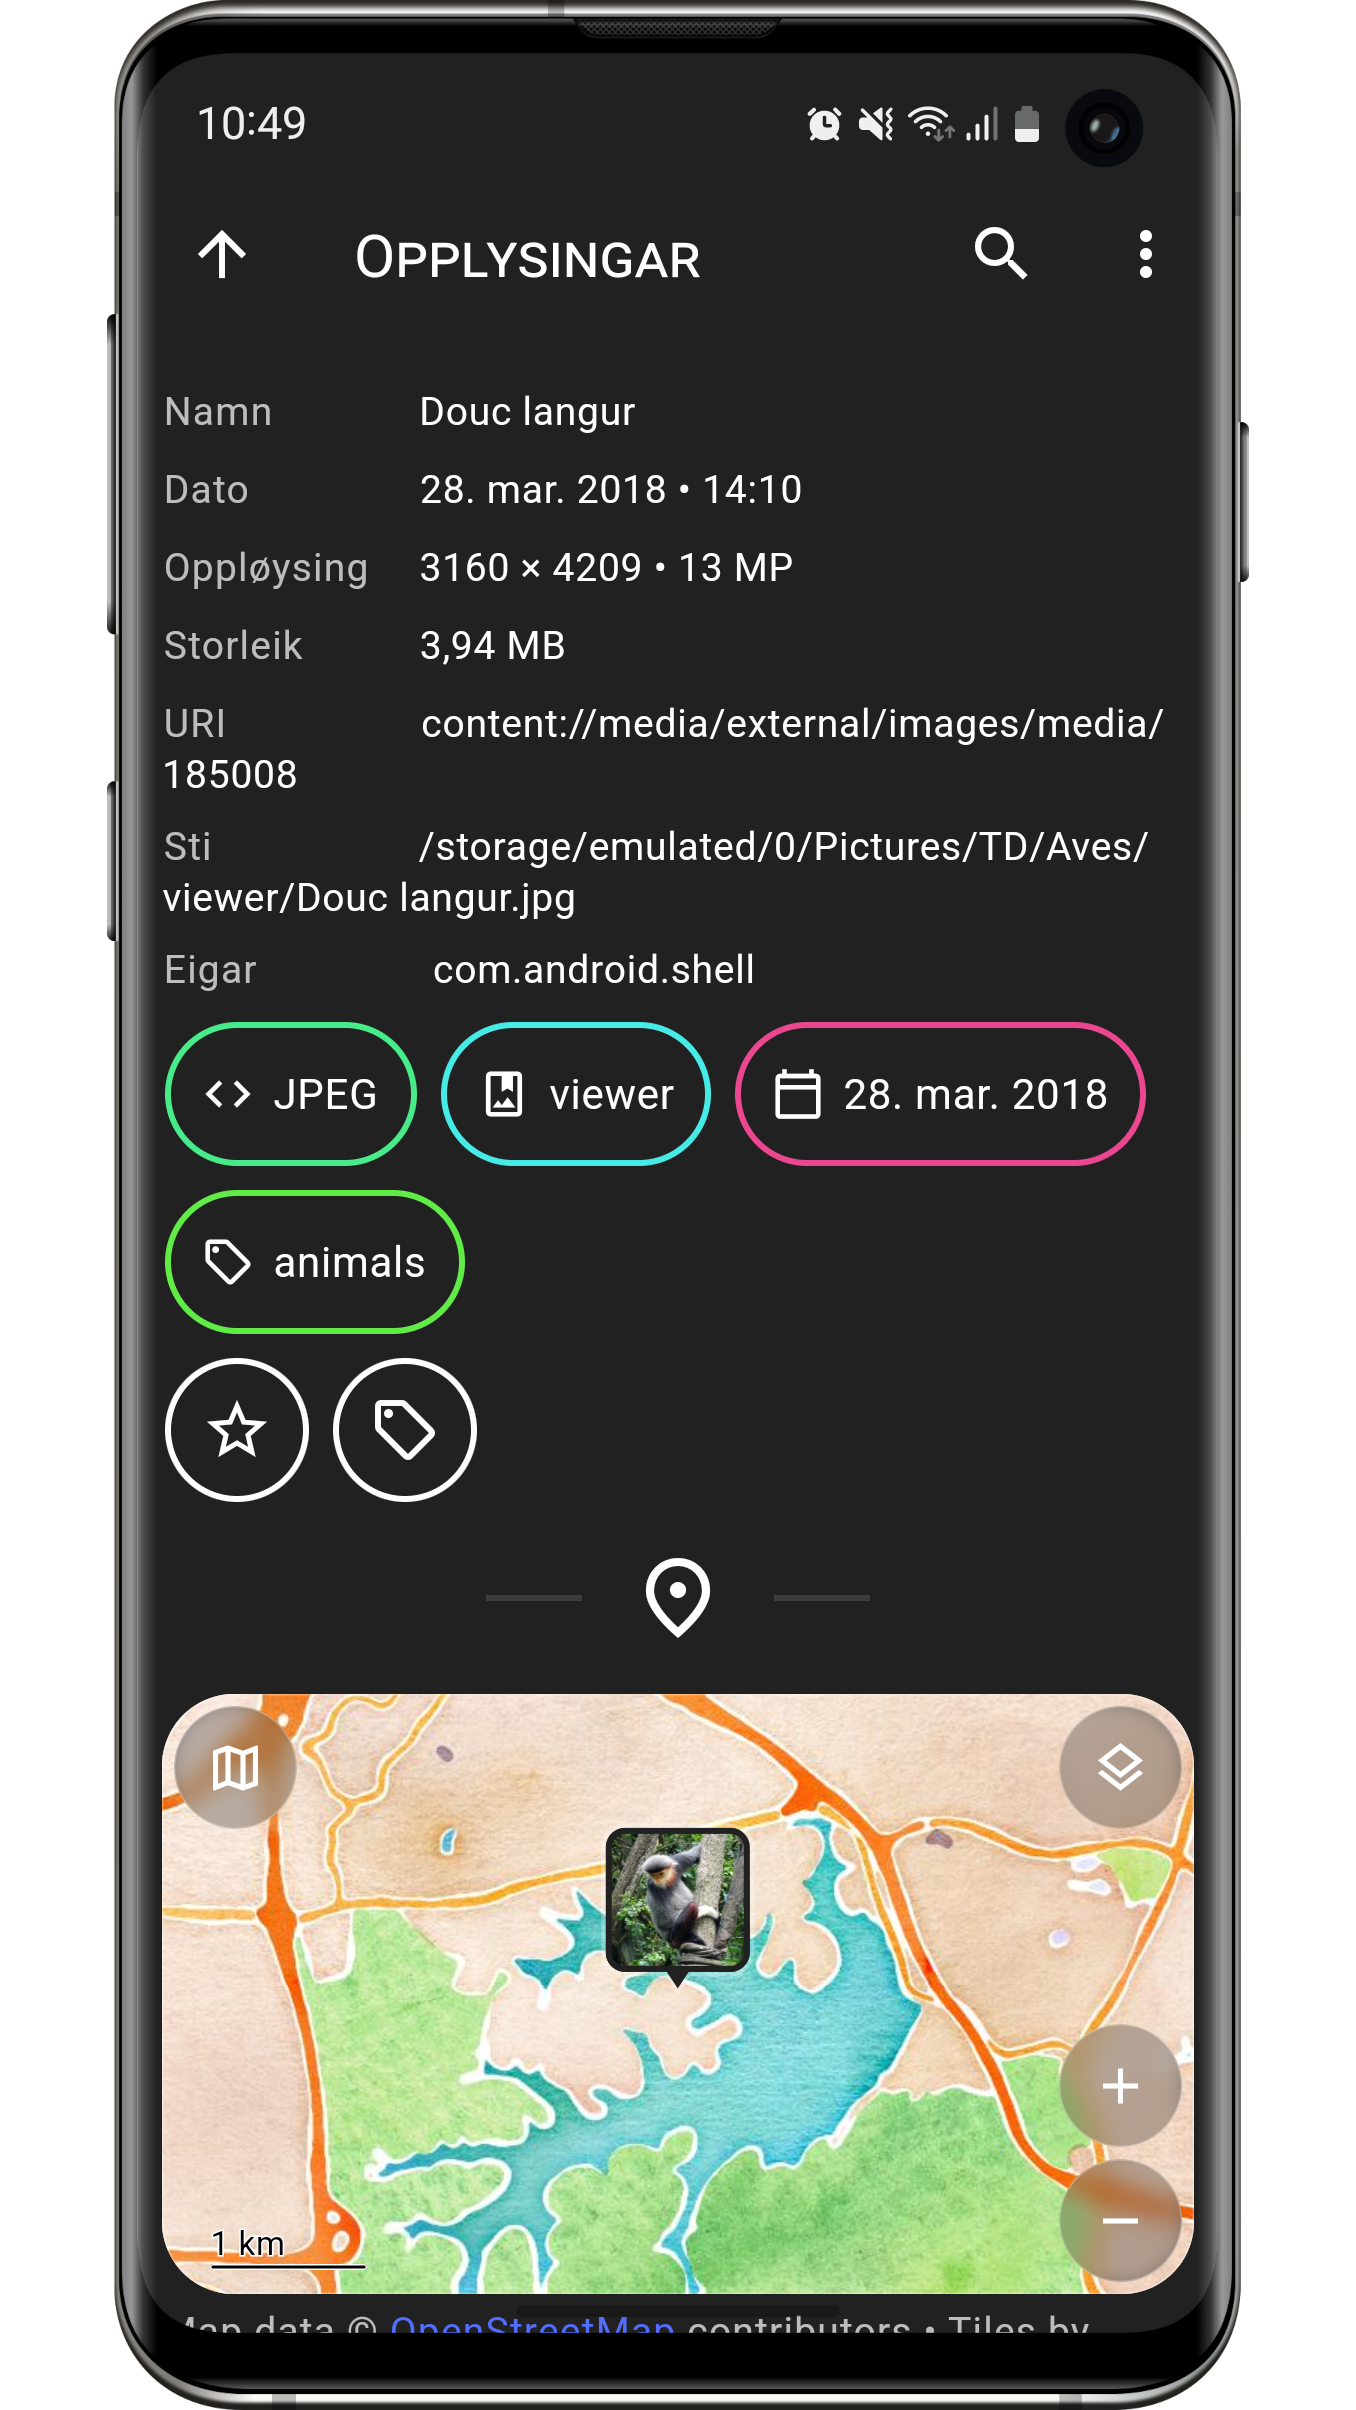 10:49
OPPLYSINGAR
Namn Douc langur
Dato 28. mar. 2018 • 14:10
Oppløysing 3160 × 4209 • 13 MP
Storleik 3,94 MB
URI content://media/external/images/media/
185008
Sti /storage/emulated/0/Pictures/TD/Aves/
viewer/Douc langur.jpg
Eigar com.android.shell
JPEG viewer 28. mar. 2018
animals
1 km
Map data © OpenStreetMap contributors • Tiles by